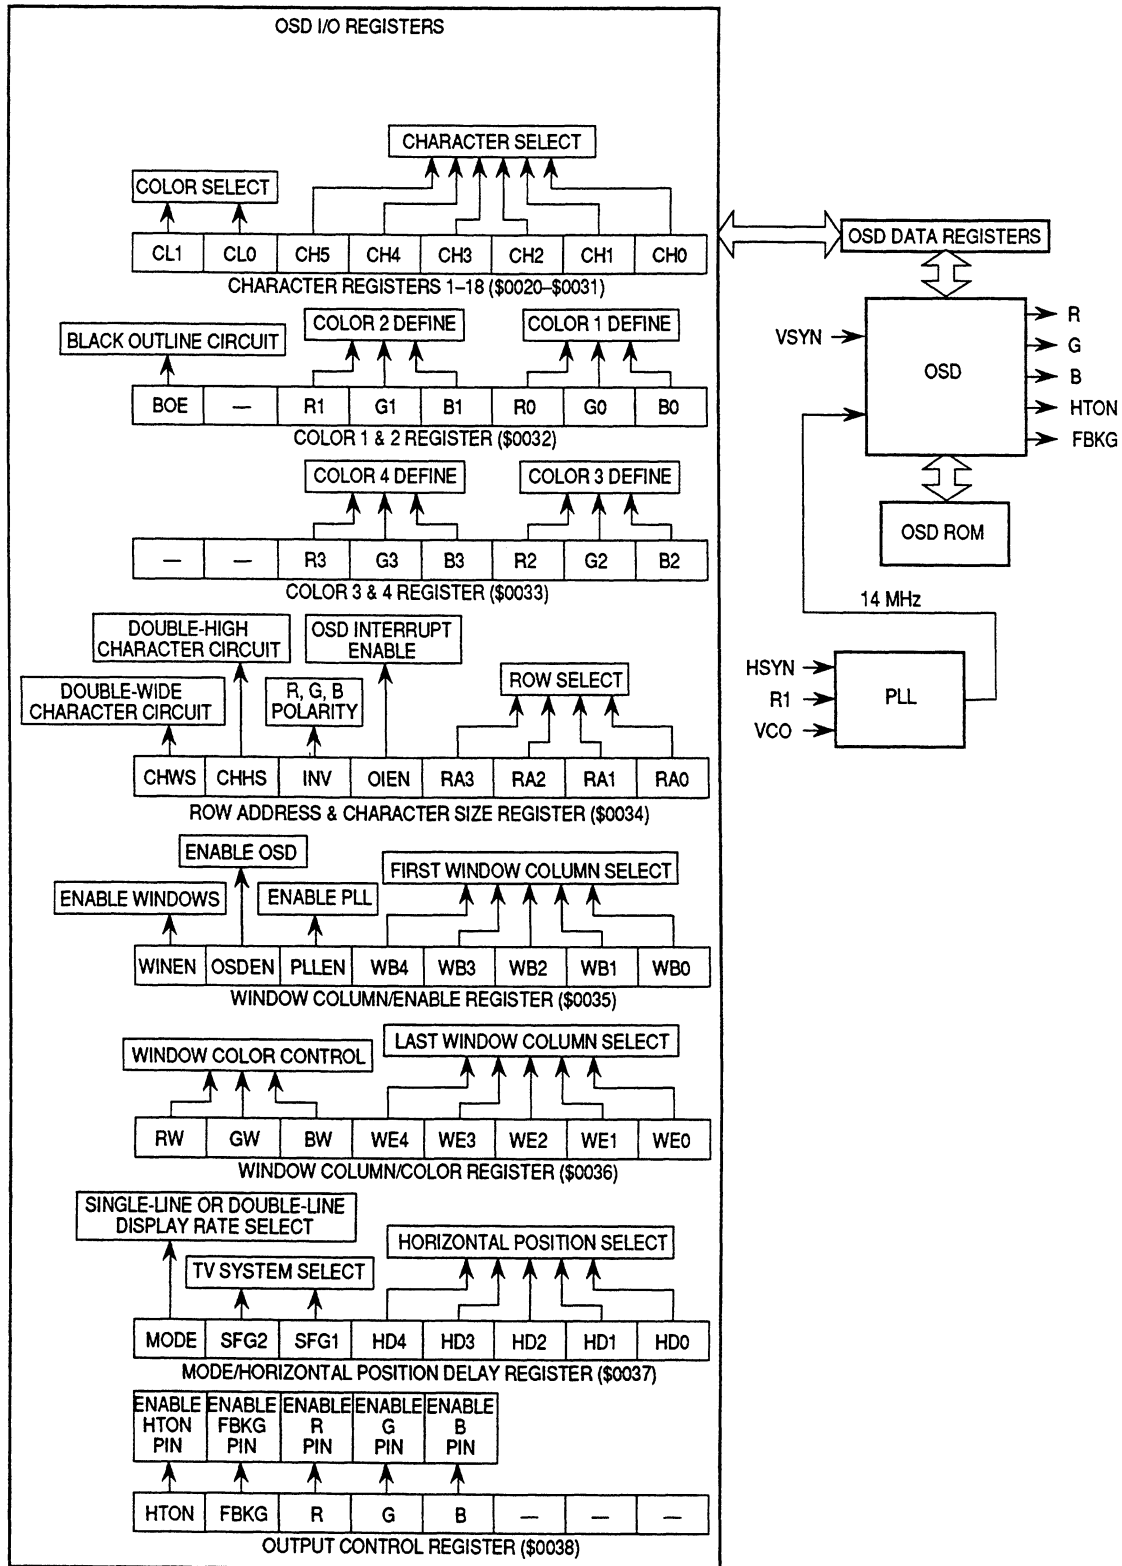 OSD I/O REGISTERS
CHARACTER SELECT
COLOR SELECT
CL1 CL0 CH5 CH4 CH3 CH2 CH1 CH0
CHARACTER REGISTERS 1–18 ($0020–$0031)
COLOR 2 DEFINE COLOR 1 DEFINE
BLACK OUTLINE CIRCUIT
BOE — R1 G1 B1 R0 G0 B0
COLOR 1 & 2 REGISTER ($0032)
COLOR 4 DEFINE COLOR 3 DEFINE
— — R3 G3 B3 R2 G2 B2
COLOR 3 & 4 REGISTER ($0033)
DOUBLE-HIGH
CHARACTER CIRCUIT
OSD INTERRUPT
ENABLE
DOUBLE-WIDE
CHARACTER CIRCUIT
R, G, B
POLARITY
ROW SELECT
CHWS CHHS INV OIEN RA3 RA2 RA1 RA0
ROW ADDRESS & CHARACTER SIZE REGISTER ($0034)
ENABLE OSD
FIRST WINDOW COLUMN SELECT
ENABLE WINDOWS ENABLE PLL
WINEN OSDEN PLLEN WB4 WB3 WB2 WB1 WB0
WINDOW COLUMN/ENABLE REGISTER ($0035)
LAST WINDOW COLUMN SELECT
WINDOW COLOR CONTROL
RW GW BW WE4 WE3 WE2 WE1 WE0
WINDOW COLUMN/COLOR REGISTER ($0036)
SINGLE-LINE OR DOUBLE-LINE
DISPLAY RATE SELECT
HORIZONTAL POSITION SELECT
TV SYSTEM SELECT
MODE SFG2 SFG1 HD4 HD3 HD2 HD1 HD0
MODE/HORIZONTAL POSITION DELAY REGISTER ($0037)
ENABLE HTON PIN
ENABLE FBKG PIN
ENABLE R PIN
ENABLE G PIN
ENABLE B PIN
HTON FBKG R G B — — —
OUTPUT CONTROL REGISTER ($0038)
OSD DATA REGISTERS
VSYN
OSD
R
G
B
HTON
FBKG
OSD ROM
14 MHz
HSYN
R1
VCO
PLL